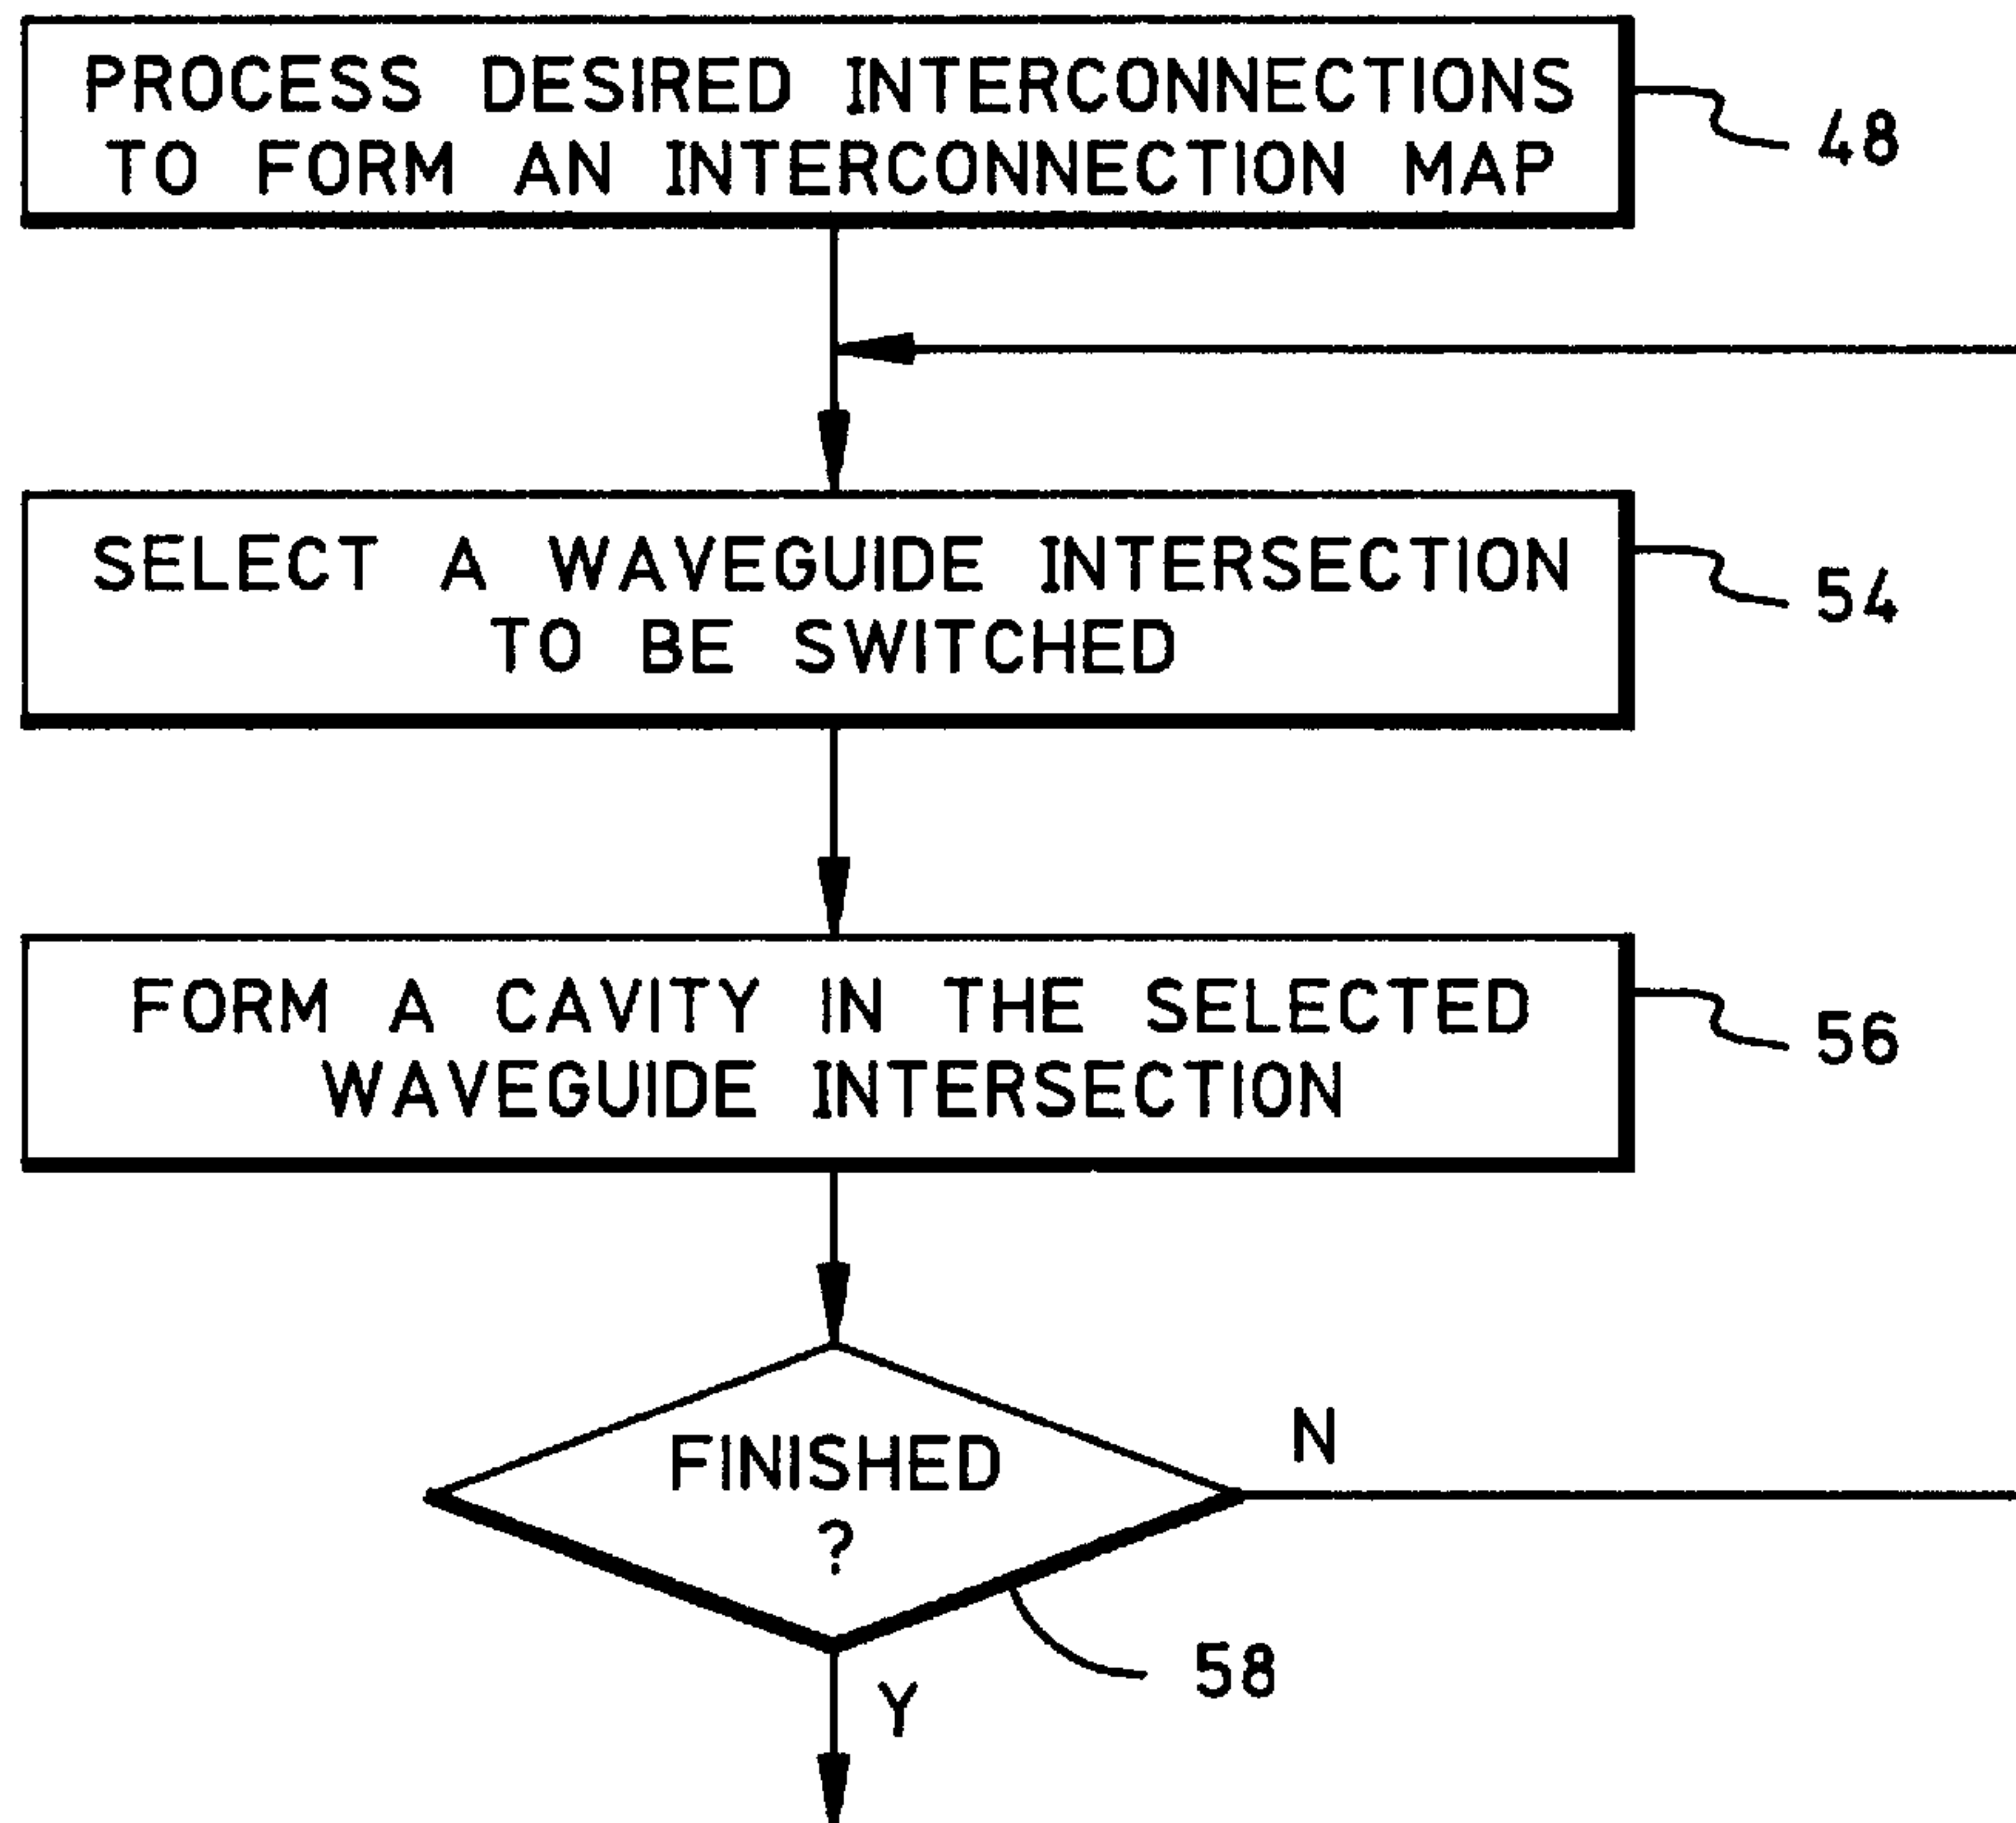 PROCESS DESIRED INTERCONNECTIONS
TO FORM AN INTERCONNECTION MAP
48
SELECT A WAVEGUIDE INTERSECTION
TO BE SWITCHED
54
FORM A CAVITY IN THE SELECTED
WAVEGUIDE INTERSECTION
56
FINISHED
?
N
58
Y